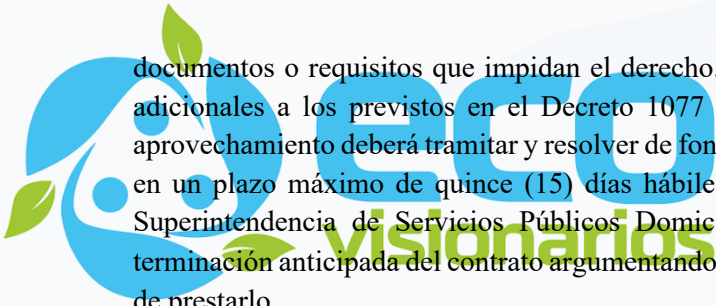 documentos o requisitos que impidan el derecho
adicionales a los previstos en el Decreto 1077
aprovechamiento deberá tramitar y resolver de fon
en un plazo máximo de quince (15) días hábile
Superintendencia de Servicios Públicos Domic
terminación anticipada del contrato argumentando
de prestarlo
eco
visionarios